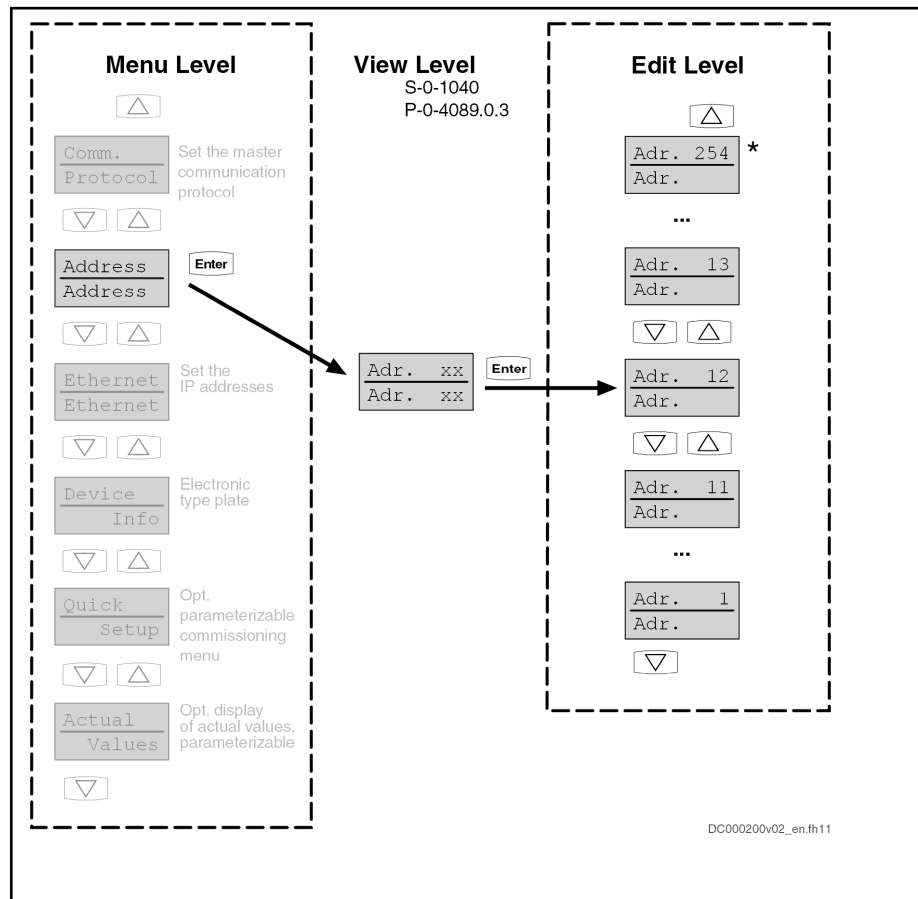 Menu Level
Comm.
Protocol
Set the master
communication
protocol
Address
Address
Enter
Ethernet
Ethernet
Set the
IP addresses
Device
Info
Electronic
type plate
Quick
Setup
Opt.
parameterizable
commissioning
menu
Actual
Values
Opt. display
of actual values,
parameterizable
View Level
S-0-1040
P-0-4089.0.3
Adr. xx
Adr. xx
Enter
Edit Level
Adr. 254 *
Adr.
...
Adr. 13
Adr.
Adr. 12
Adr.
Adr. 11
Adr.
...
Adr. 1
Adr.
DC000200v02_en.fh11